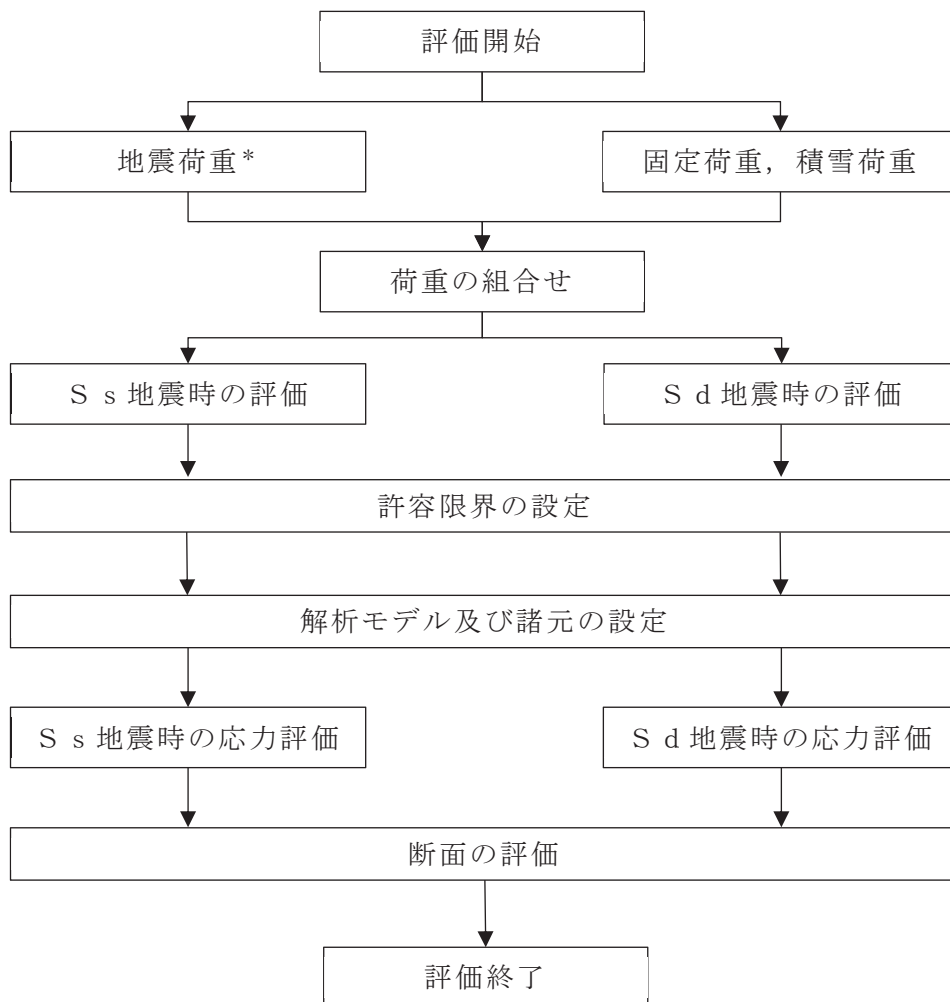 評価開始
地震荷重*
固定荷重，積雪荷重
荷重の組合せ
Ｓｓ地震時の評価
Ｓｄ地震時の評価
許容限界の設定
解析モデル及び諸元の設定
Ｓｓ地震時の応力評価
Ｓｄ地震時の応力評価
断面の評価
評価終了